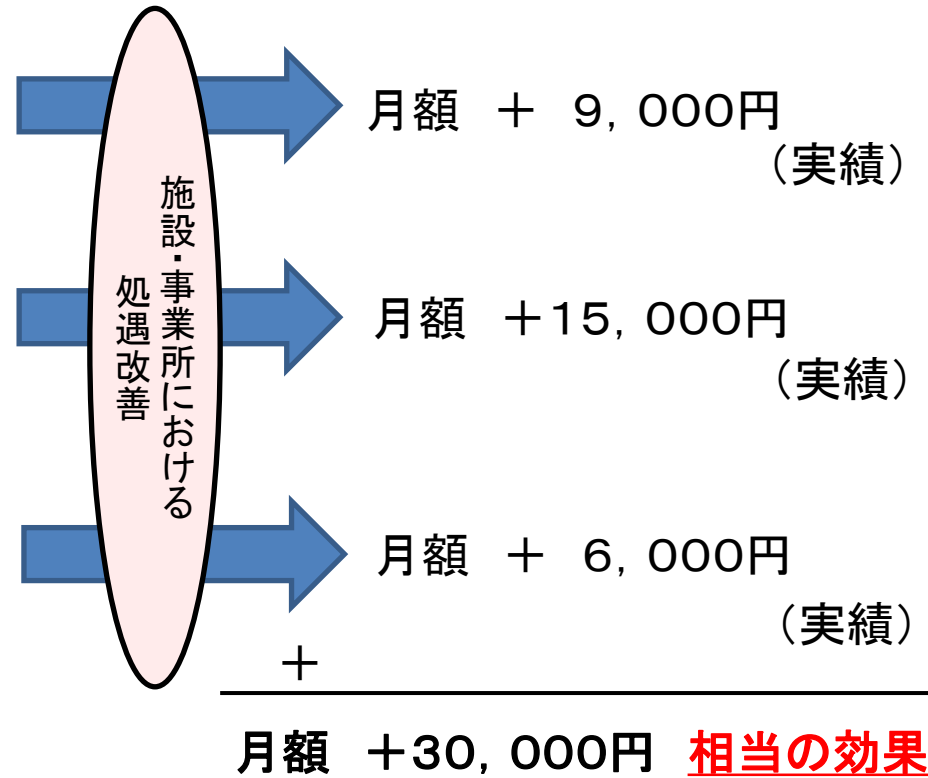 施設・事業所における
処遇改善
月額 ＋ 9，000円
（実績）
月額 ＋15，000円
（実績）
月額 ＋ 6，000円
（実績）
＋
月額 ＋30，000円 相当の効果